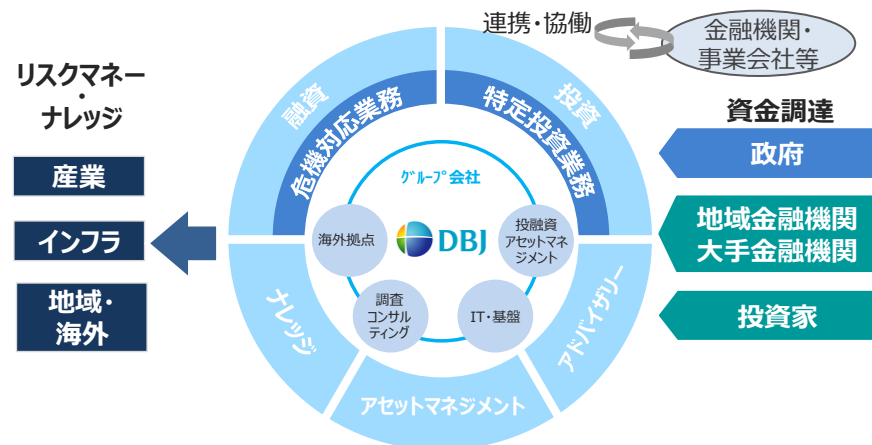 連携・協働
金融機関・
事業会社等
リスクマネー
・
ナレッジ
産業
インフラ
地域・
海外
融資
投資
危機対応業務
特定投資業務
グループ会社
海外拠点
DBJ
投融資
アセットマネ
ジメント
調査
コンサル
ティング
IT・基盤
ナレッジ
アセットマネジメント
アドバイザリー
資金調達
政府
地域金融機関
大手金融機関
投資家